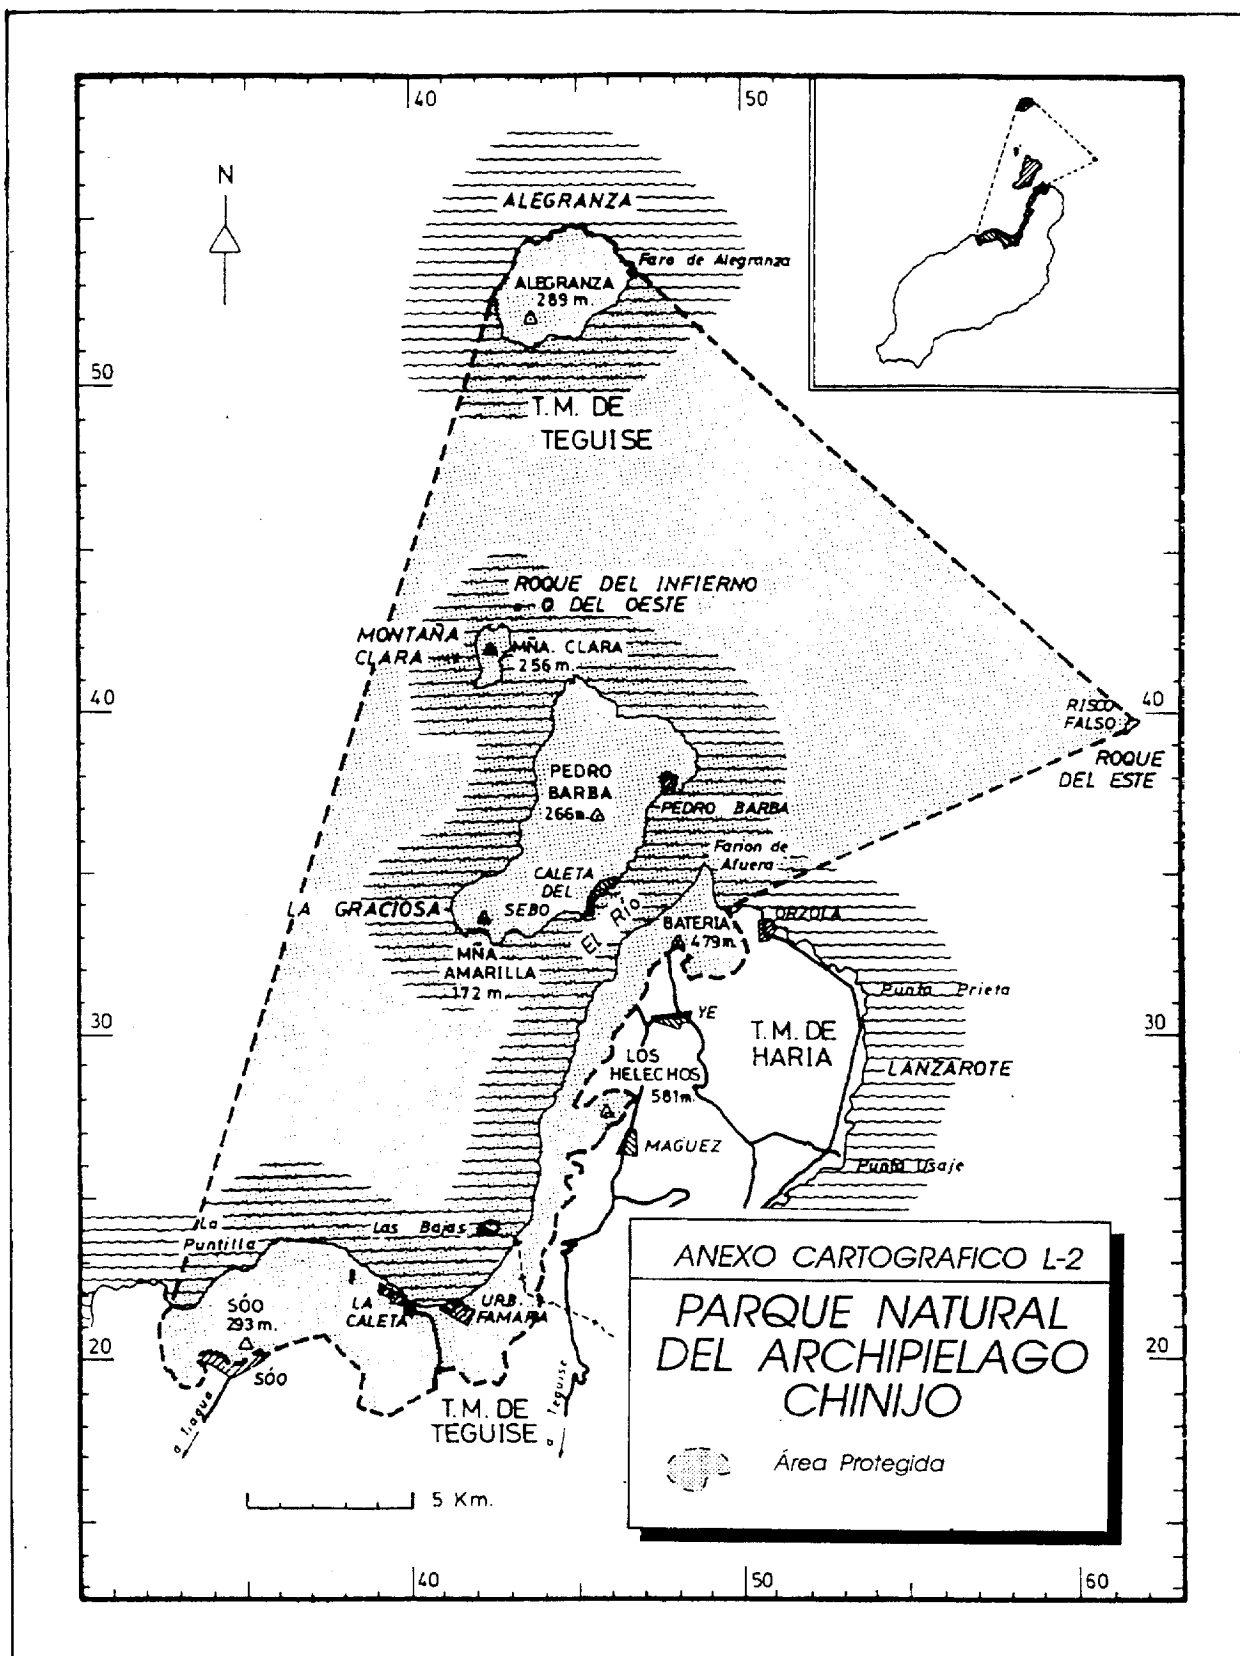 40
50
N
ALEGRANZA
Faro de Alegranza
ALEGRANZA
289 m.
50
T.M. DE
TEGUISE
ROQUE DEL INFIERNO
O DEL OESTE
MONTAÑA
CLARA
MÑA. CLARA
256 m.
40
40
RISCO
FALSO
ROQUE
DEL ESTE
PEDRO
BARBA
266 m.
PEDRO BARBA
Farion de
Afuera
CALETA
DEL
SEBO
LA GRACIOSA
El Río
BATERIA
479 m.
ORZOLA
MÑA
AMARILLA
172 m.
Punta Prieta
YE
30
30
T.M. DE
HARIA
LOS
HELECHOS
581 m.
LANZAROTE
MAGUEZ
Punta Usaje
La
Puntilla
Las Bajas
SÓO
293 m.
LA
CALETA
URB.
FAMARA
20
20
SÓO
a Tiagua
T.M. DE
TEGUISE
a Teguise
5 Km.
ANEXO CARTOGRAFICO L-2
PARQUE NATURAL
DEL ARCHIPIELAGO
CHINIJO
Área Protegida
40
50
60